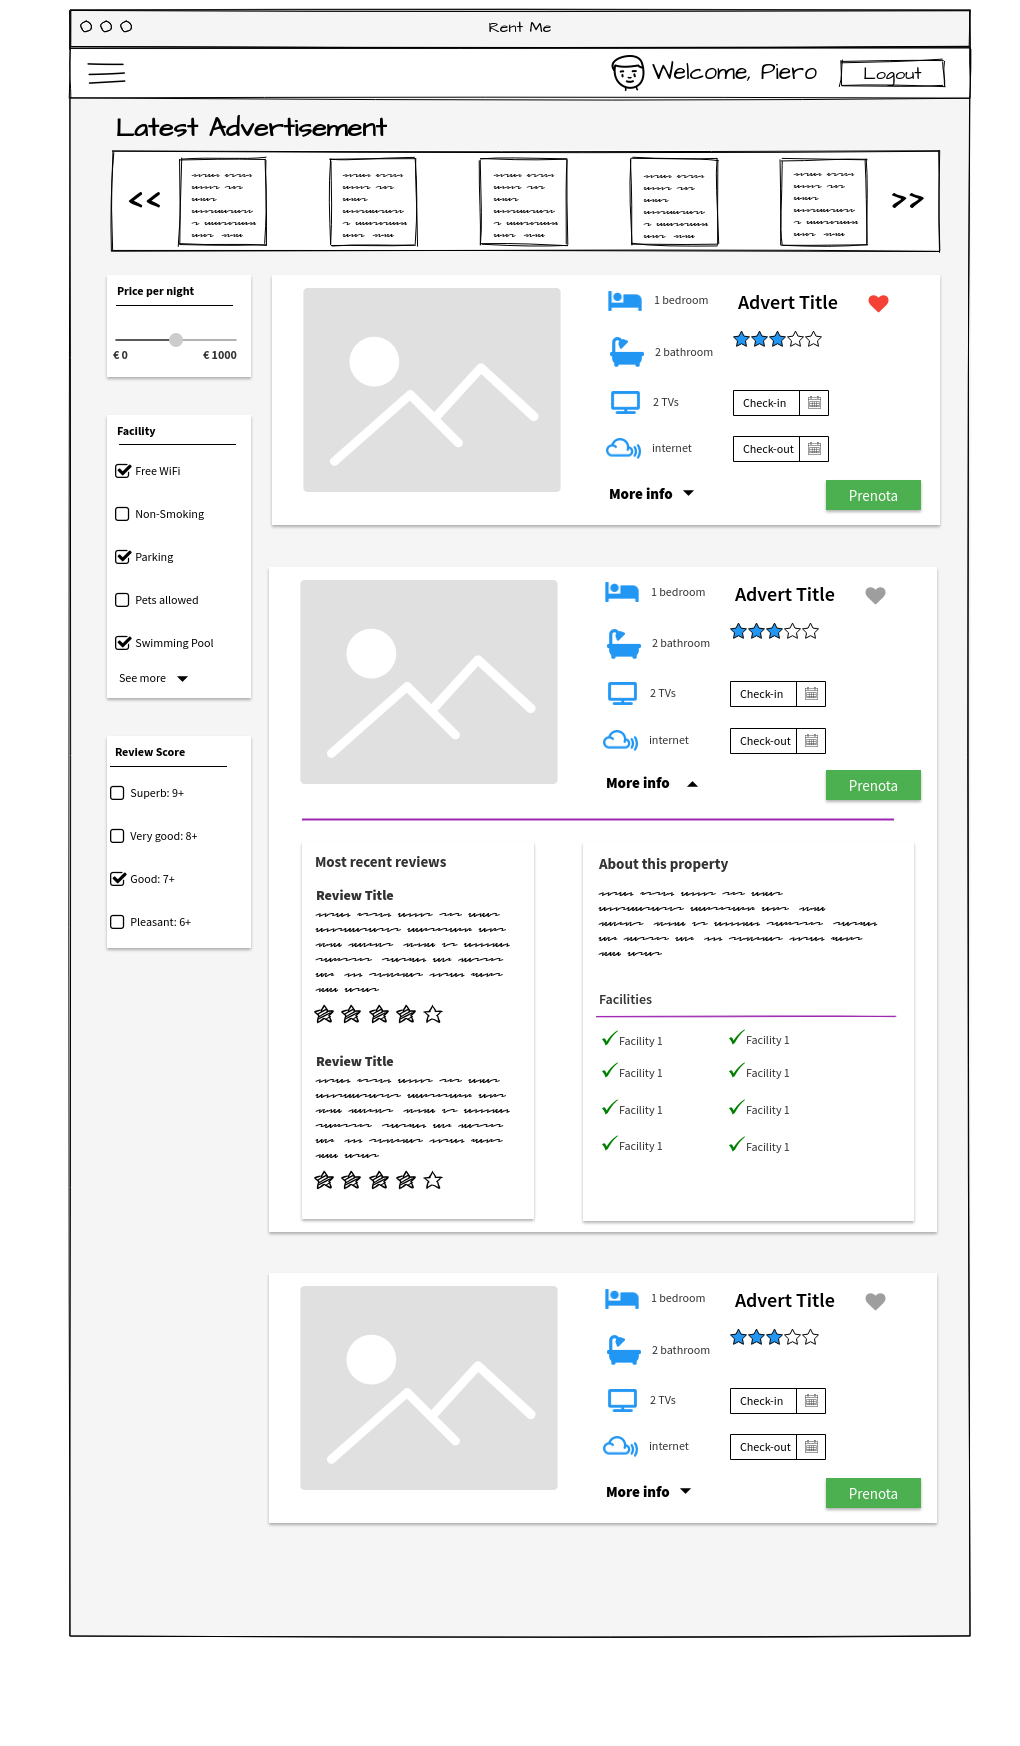 Rent Me
Welcome, Piero
Logout
Latest Advertisement
<<
>>
Price per night
€ 0
€ 1000
Facility
Free WiFi
Non-Smoking
Parking
Pets allowed
Swimming Pool
See more
Review Score
Superb: 9+
Very good: 8+
Good: 7+
Pleasant: 6+
1 bedroom
2 bathroom
2 TVs
internet
More info
Advert Title
Check-in
Check-out
Prenota
1 bedroom
2 bathroom
2 TVs
internet
More info
Advert Title
Check-in
Check-out
Prenota
Most recent reviews
Review Title
Review Title
About this property
Facilities
Facility 1
Facility 1
Facility 1
Facility 1
Facility 1
Facility 1
Facility 1
Facility 1
1 bedroom
2 bathroom
2 TVs
internet
More info
Advert Title
Check-in
Check-out
Prenota